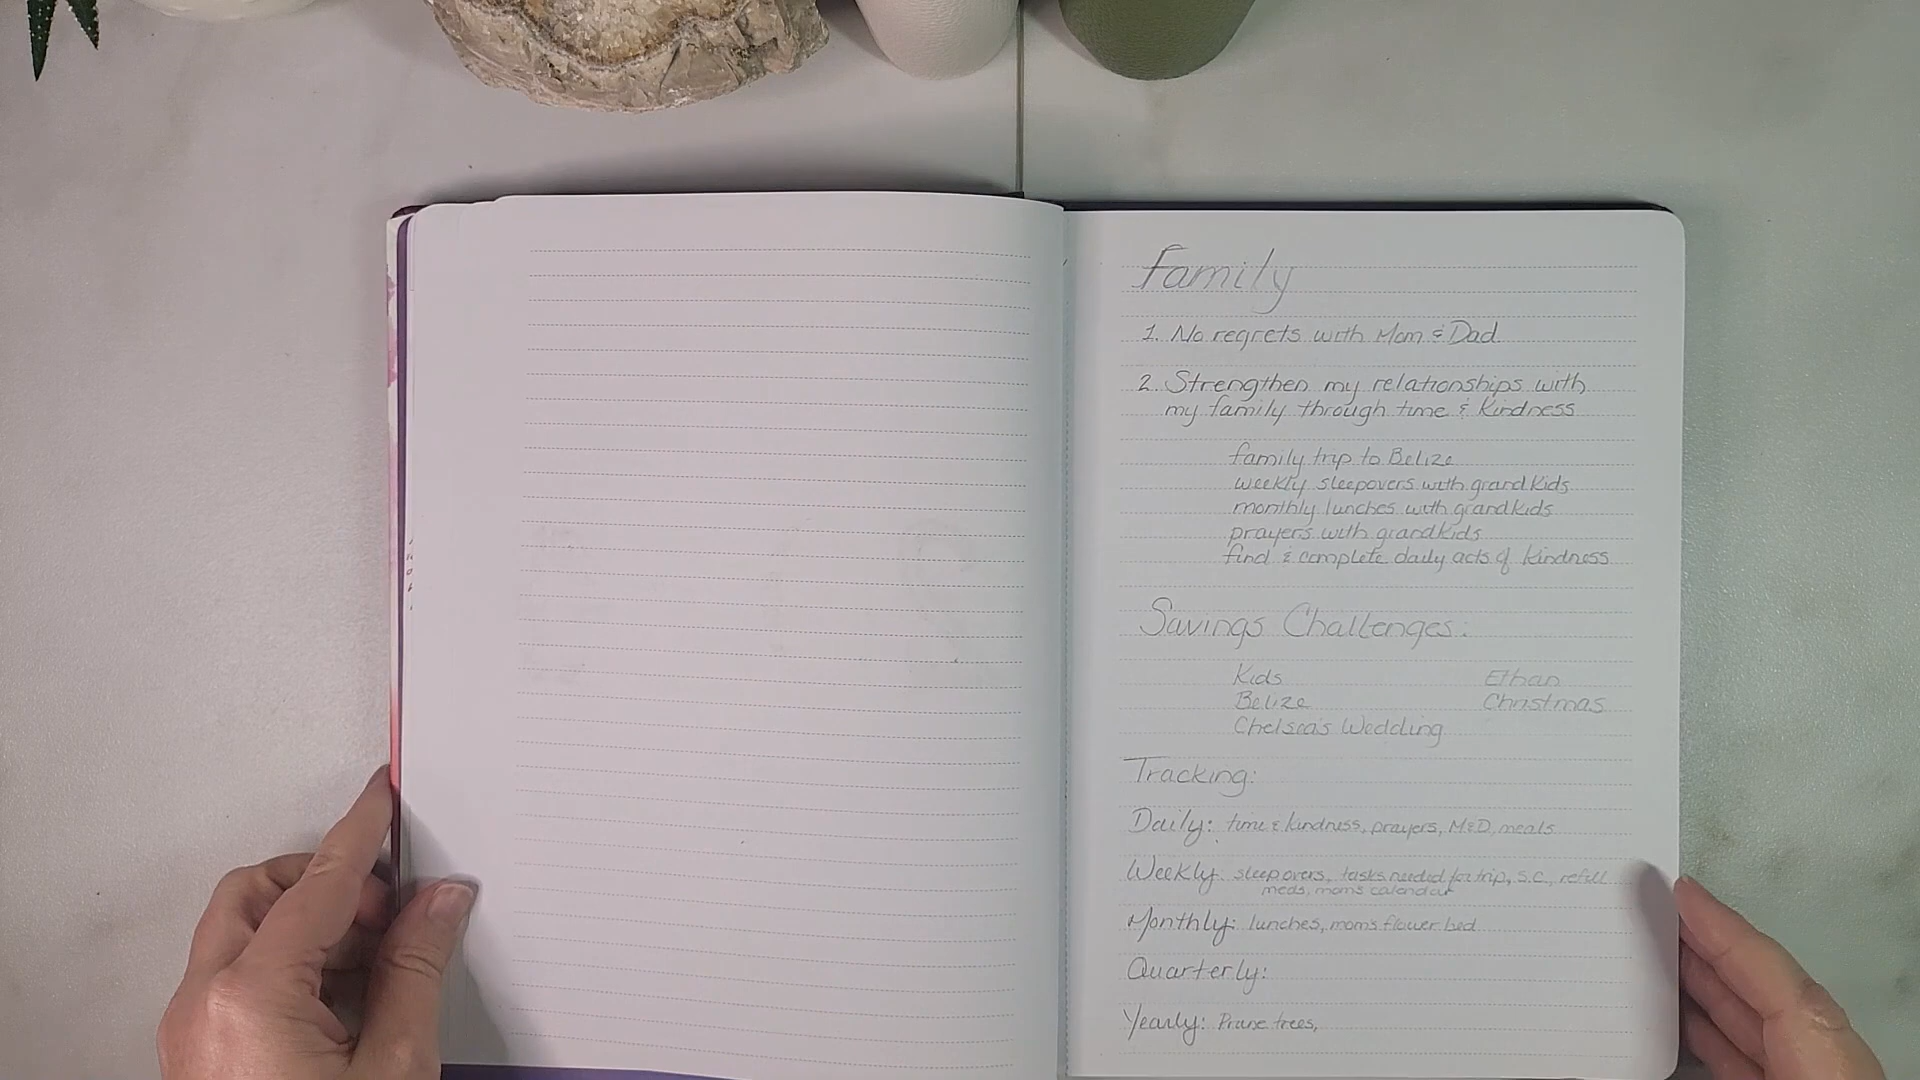 Family
1. No regrets with Mom & Dad
2. Strengthen my relationships with
my family through time & kindness
family trip to Belize
weekly sleepovers with grandkids
monthly lunches with grandkids
prayers with grandkids
find & complete daily acts of kindness
Savings Challenges:
Kids Ethan
Belize Christmas
Chelsea's Wedding
Tracking:
Daily: time & kindness, prayers, M&D meals
Weekly: sleepovers, tasks needed for trip, S.C., refill
meds, mom's calendar
Monthly: lunches, mom's flower bed
Quarterly:
Yearly: Prune trees,